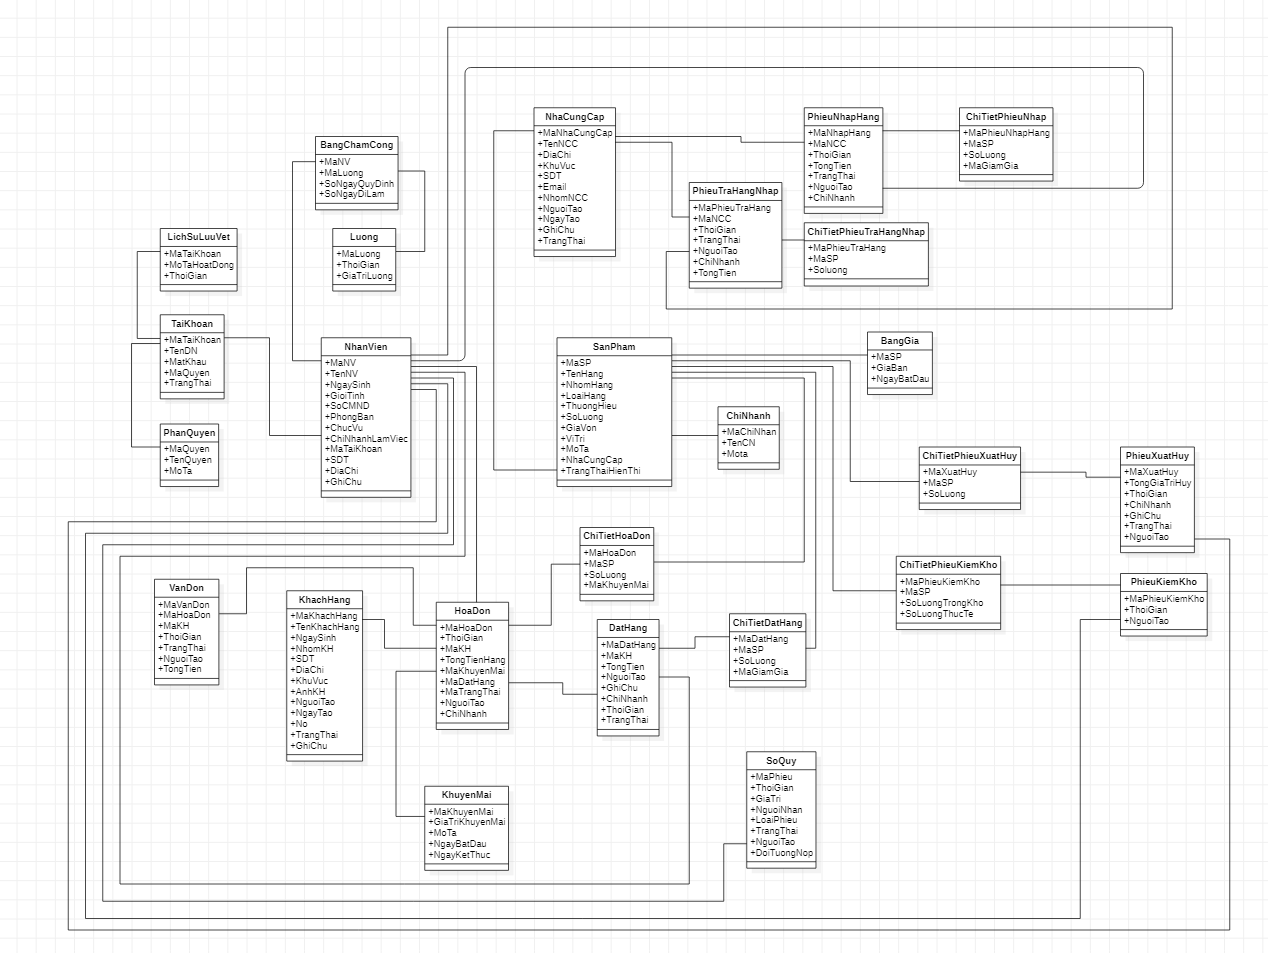 NhaCungCap
+MaNhaCungCap
+TenNCC
+DiaChi
+KhuVuc
+SDT
+Email
+NhomNCC
+NguoiTao
+NgayTao
+GhiChu
+TrangThai
PhieuNhapHang
+MaNhapHang
+MaNCC
+ThoiGian
+TongTien
+TrangThai
+NguoiTao
+ChiNhanh
ChiTietPhieuNhap
+MaPhieuNhapHang
+MaSP
+SoLuong
+MaGiamGia
BangChamCong
+MaNV
+MaLuong
+SoNgayQuyDinh
+SoNgayDiLam
PhieuTraHangNhap
+MaPhieuTraHang
+MaNCC
+ThoiGian
+TrangThai
+NguoiTao
+ChiNhanh
+TongTien
ChiTietPhieuTraHangNhap
+MaPhieuTraHang
+MaSP
+Soluong
LichSuLuuVet
+MaTaiKhoan
+MoTaHoatDong
+ThoiGian
Luong
+MaLuong
+ThoiGian
+GiaTriLuong
TaiKhoan
+MaTaiKhoan
+TenDN
+MatKhau
+MaQuyen
+TrangThai
NhanVien
+MaNV
+TenNV
+NgaySinh
+GioiTinh
+SoCMND
+PhongBan
+ChucVu
+ChiNhanhLamViec
+MaTaiKhoan
+SDT
+DiaChi
+GhiChu
SanPham
+MaSP
+TenHang
+NhomHang
+LoaiHang
+ThuongHieu
+SoLuong
+GiaVon
+ViTri
+MoTa
+NhaCungCap
+TrangThaiHienThi
BangGia
+MaSP
+GiaBan
+NgayBatDau
ChiNhanh
+MaChiNhan
+TenCN
+Mota
PhanQuyen
+MaQuyen
+TenQuyen
+MoTa
ChiTietPhieuXuatHuy
+MaXuatHuy
+MaSP
+SoLuong
PhieuXuatHuy
+MaXuatHuy
+TongGiaTriHuy
+ThoiGian
+ChiNhanh
+GhiChu
+TrangThai
+NguoiTao
ChiTietHoaDon
+MaHoaDon
+MaSP
+SoLuong
+MaKhuyenMai
ChiTietPhieuKiemKho
+MaPhieuKiemKho
+MaSP
+SoLuongTrongKho
+SoLuongThucTe
PhieuKiemKho
+MaPhieuKiemKho
+ThoiGian
+NguoiTao
VanDon
+MaVanDon
+MaHoaDon
+MaKH
+ThoiGian
+TrangThai
+NguoiTao
+TongTien
KhachHang
+MaKhachHang
+TenKhachHang
+NgaySinh
+NhomKH
+SDT
+DiaChi
+KhuVuc
+AnhKH
+NguoiTao
+NgayTao
+No
+TrangThai
+GhiChu
HoaDon
+MaHoaDon
+ThoiGian
+MaKH
+TongTienHang
+MaKhuyenMai
+MaDatHang
+MaTrangThai
+NguoiTao
+ChiNhanh
DatHang
+MaDatHang
+MaKH
+TongTien
+NguoiTao
+GhiChu
+ChiNhanh
+ThoiGian
+TrangThai
ChiTietDatHang
+MaDatHang
+MaSP
+SoLuong
+MaGiamGia
SoQuy
+MaPhieu
+ThoiGian
+GiaTri
+NguoiNhan
+LoaiPhieu
+TrangThai
+NguoiTao
+DoiTuongNop
KhuyenMai
+MaKhuyenMai
+GiaTriKhuyenMai
+MoTa
+NgayBatDau
+NgayKetThuc